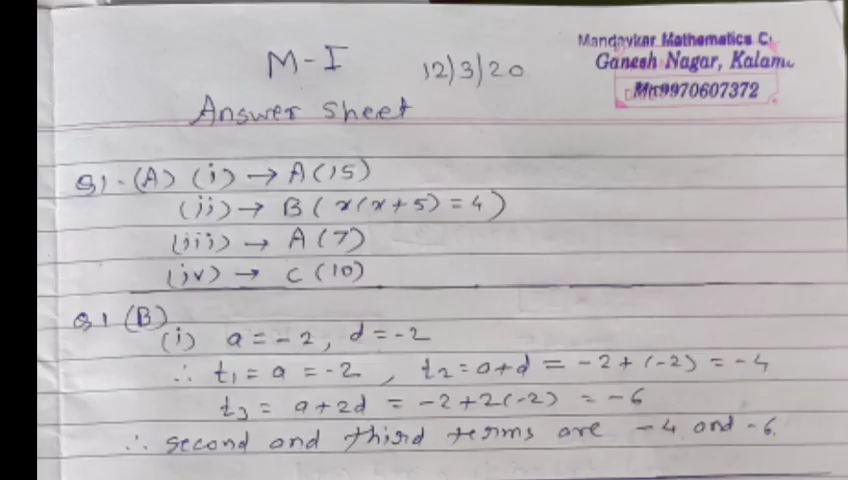 M-I 12/3/20
Mandavkar Mathematics C.
Ganesh Nagar, Kalam
9970607372
Answer sheet
Q1.(A) (i) → A(15)
(ii) → B(x(x+5)=4)
(iii) → A(7)
(iv) → C(10)
Q1(B)
(i) a=-2, d=-2
∴ t₁=a=-2, t₂=a+d=-2+(-2)=-4
t₃=a+2d=-2+2(-2)=-6
∴ second and third terms are -4 and -6.